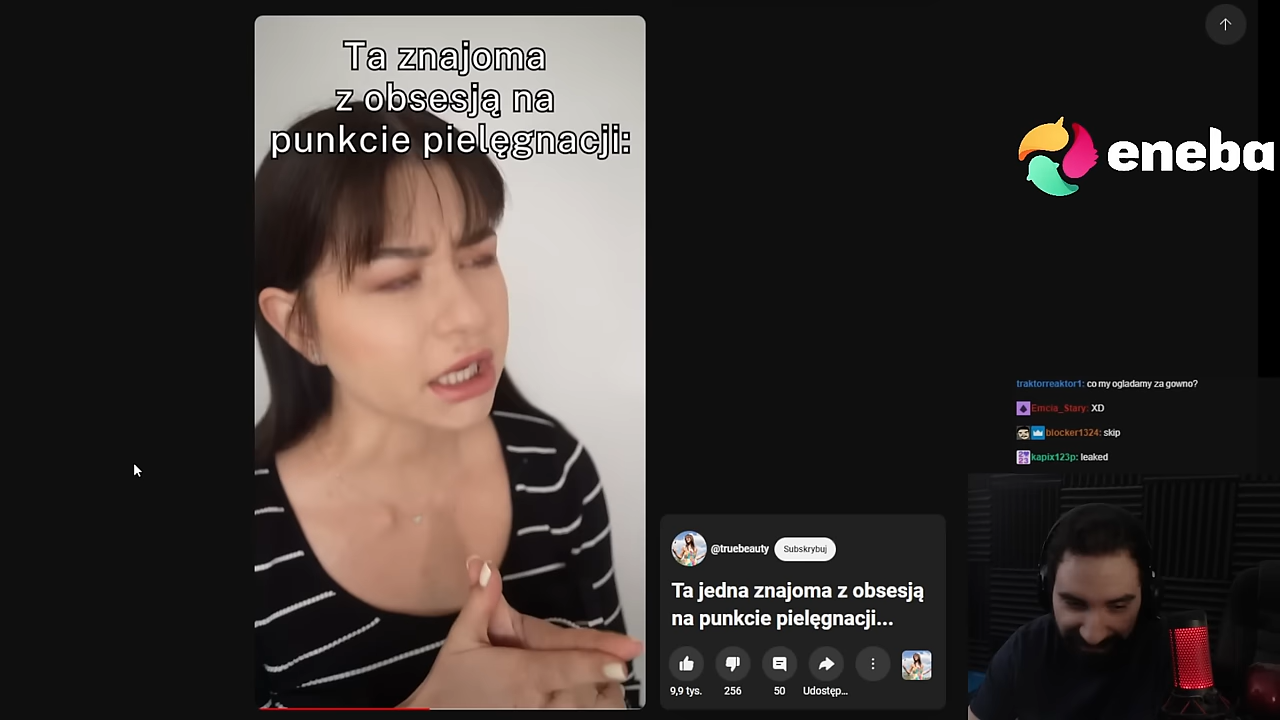 Ta znajoma
z obsesją na
punkcie pielęgnacji:
eneba
traktorreaktor1: co my ogladamy za gowno?
Emcia_Stary: XD
blocker1324: skip
kapix123p: leaked
@truebeauty
Subskrybuj
Ta jedna znajoma z obsesją
na punkcie pielęgnacji...
9,9 tys.
256
50
Udostęp...